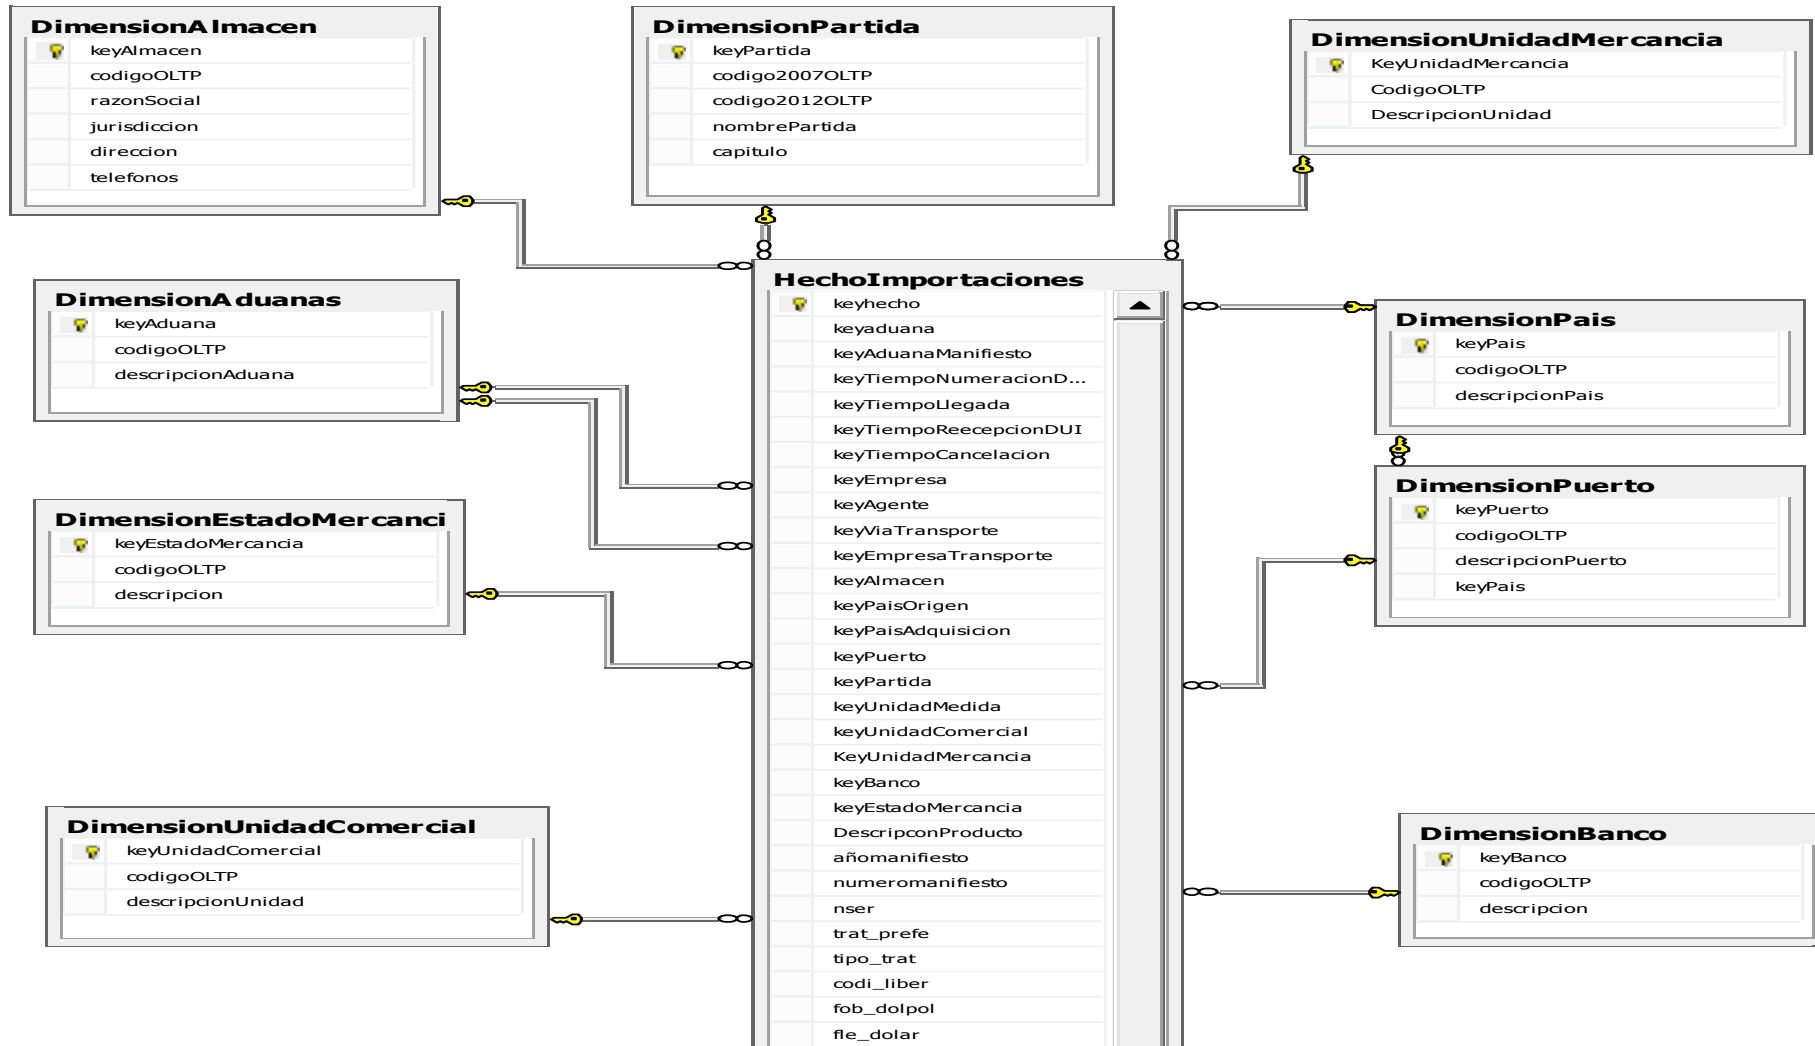 DimensionAlmacen
keyAlmacen
codigoOLTP
razonSocial
jurisdiccion
direccion
telefonos
DimensionPartida
keyPartida
codigo2007OLTP
codigo2012OLTP
nombrePartida
capitulo
DimensionUnidadMercancia
KeyUnidadMercancia
CodigoOLTP
DescripcionUnidad
DimensionAduanas
keyAduana
codigoOLTP
descripcionAduana
DimensionEstadoMercanci
keyEstadoMercancia
codigoOLTP
descripcion
DimensionUnidadComercial
keyUnidadComercial
codigoOLTP
descripcionUnidad
HechoImportaciones
keyhecho
keyaduana
keyAduanaManifiesto
keyTiempoNumeracionD...
keyTiempoLlegada
keyTiempoReecepcionDUI
keyTiempoCancelacion
keyEmpresa
keyAgente
keyViaTransporte
keyEmpresaTransporte
keyAlmacen
keyPaisOrigen
keyPaisAdquisicion
keyPuerto
keyPartida
keyUnidadMedida
keyUnidadComercial
KeyUnidadMercancia
keyBanco
keyEstadoMercancia
DescripconProducto
añomanifiesto
numeromanifiesto
nser
trat_prefe
tipo_trat
codi_liber
fob_dolpol
fle_dolar
DimensionPais
keyPais
codigoOLTP
descripcionPais
DimensionPuerto
keyPuerto
codigoOLTP
descripcionPuerto
keyPais
DimensionBanco
keyBanco
codigoOLTP
descripcion